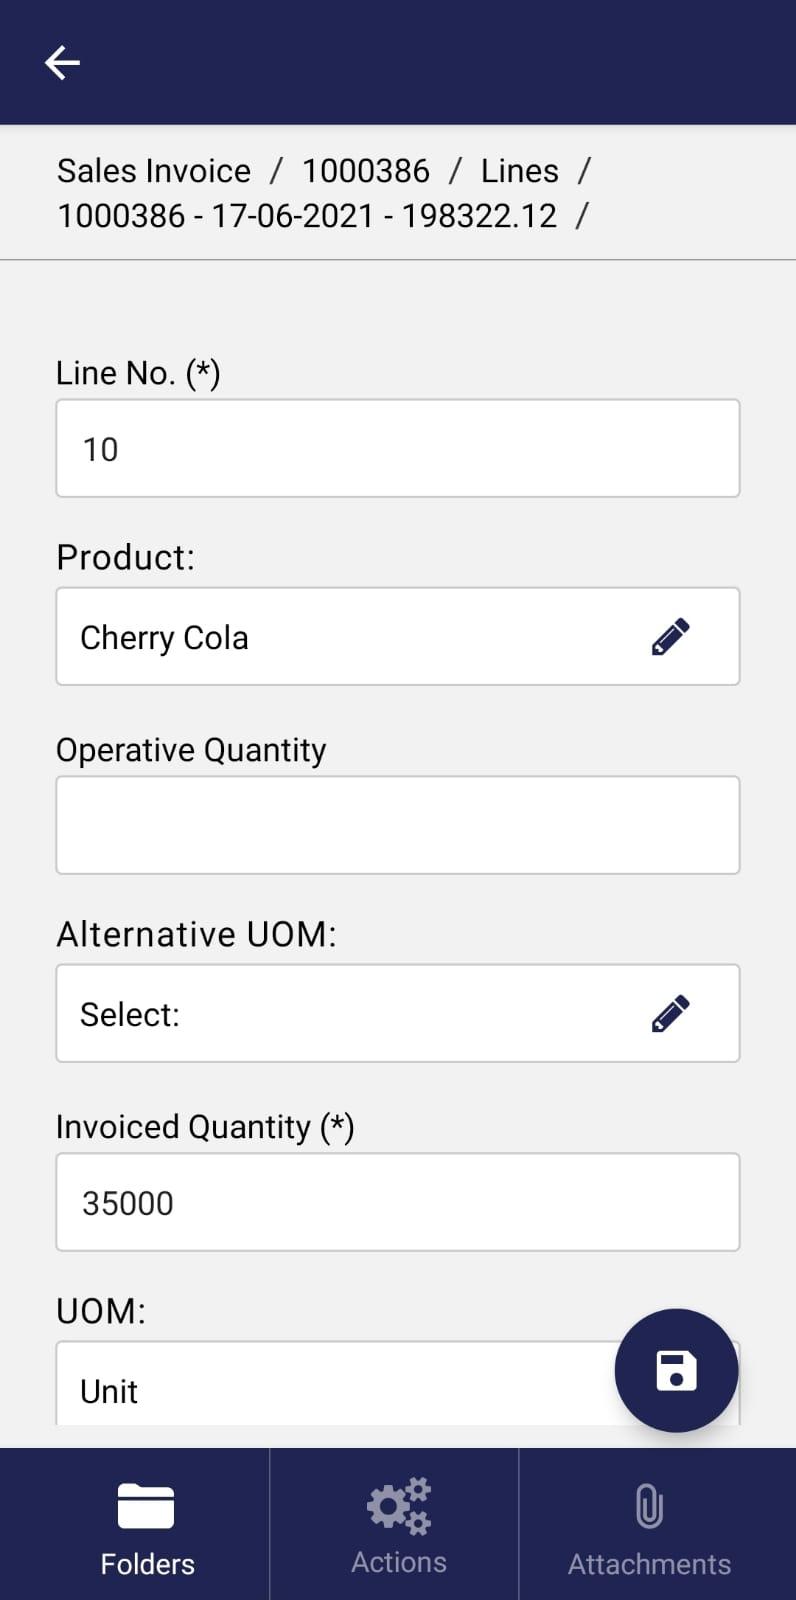 Sales Invoice / 1000386 / Lines /
1000386 - 17-06-2021 - 198322.12 /
Line No. (*)
10
Product:
Cherry Cola
Operative Quantity
Alternative UOM:
Select:
Invoiced Quantity (*)
35000
UOM:
Unit
Folders
Actions
Attachments